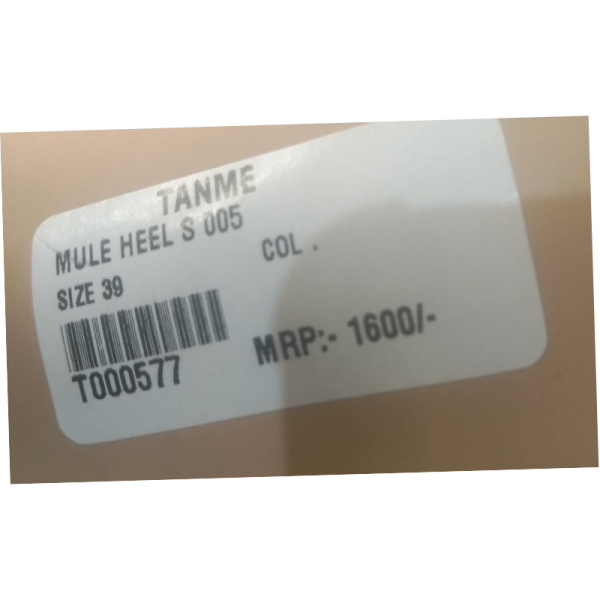 TANME
MULE HEEL S 005
COL .
SIZE 39
T000577
MRP:- 1600/-